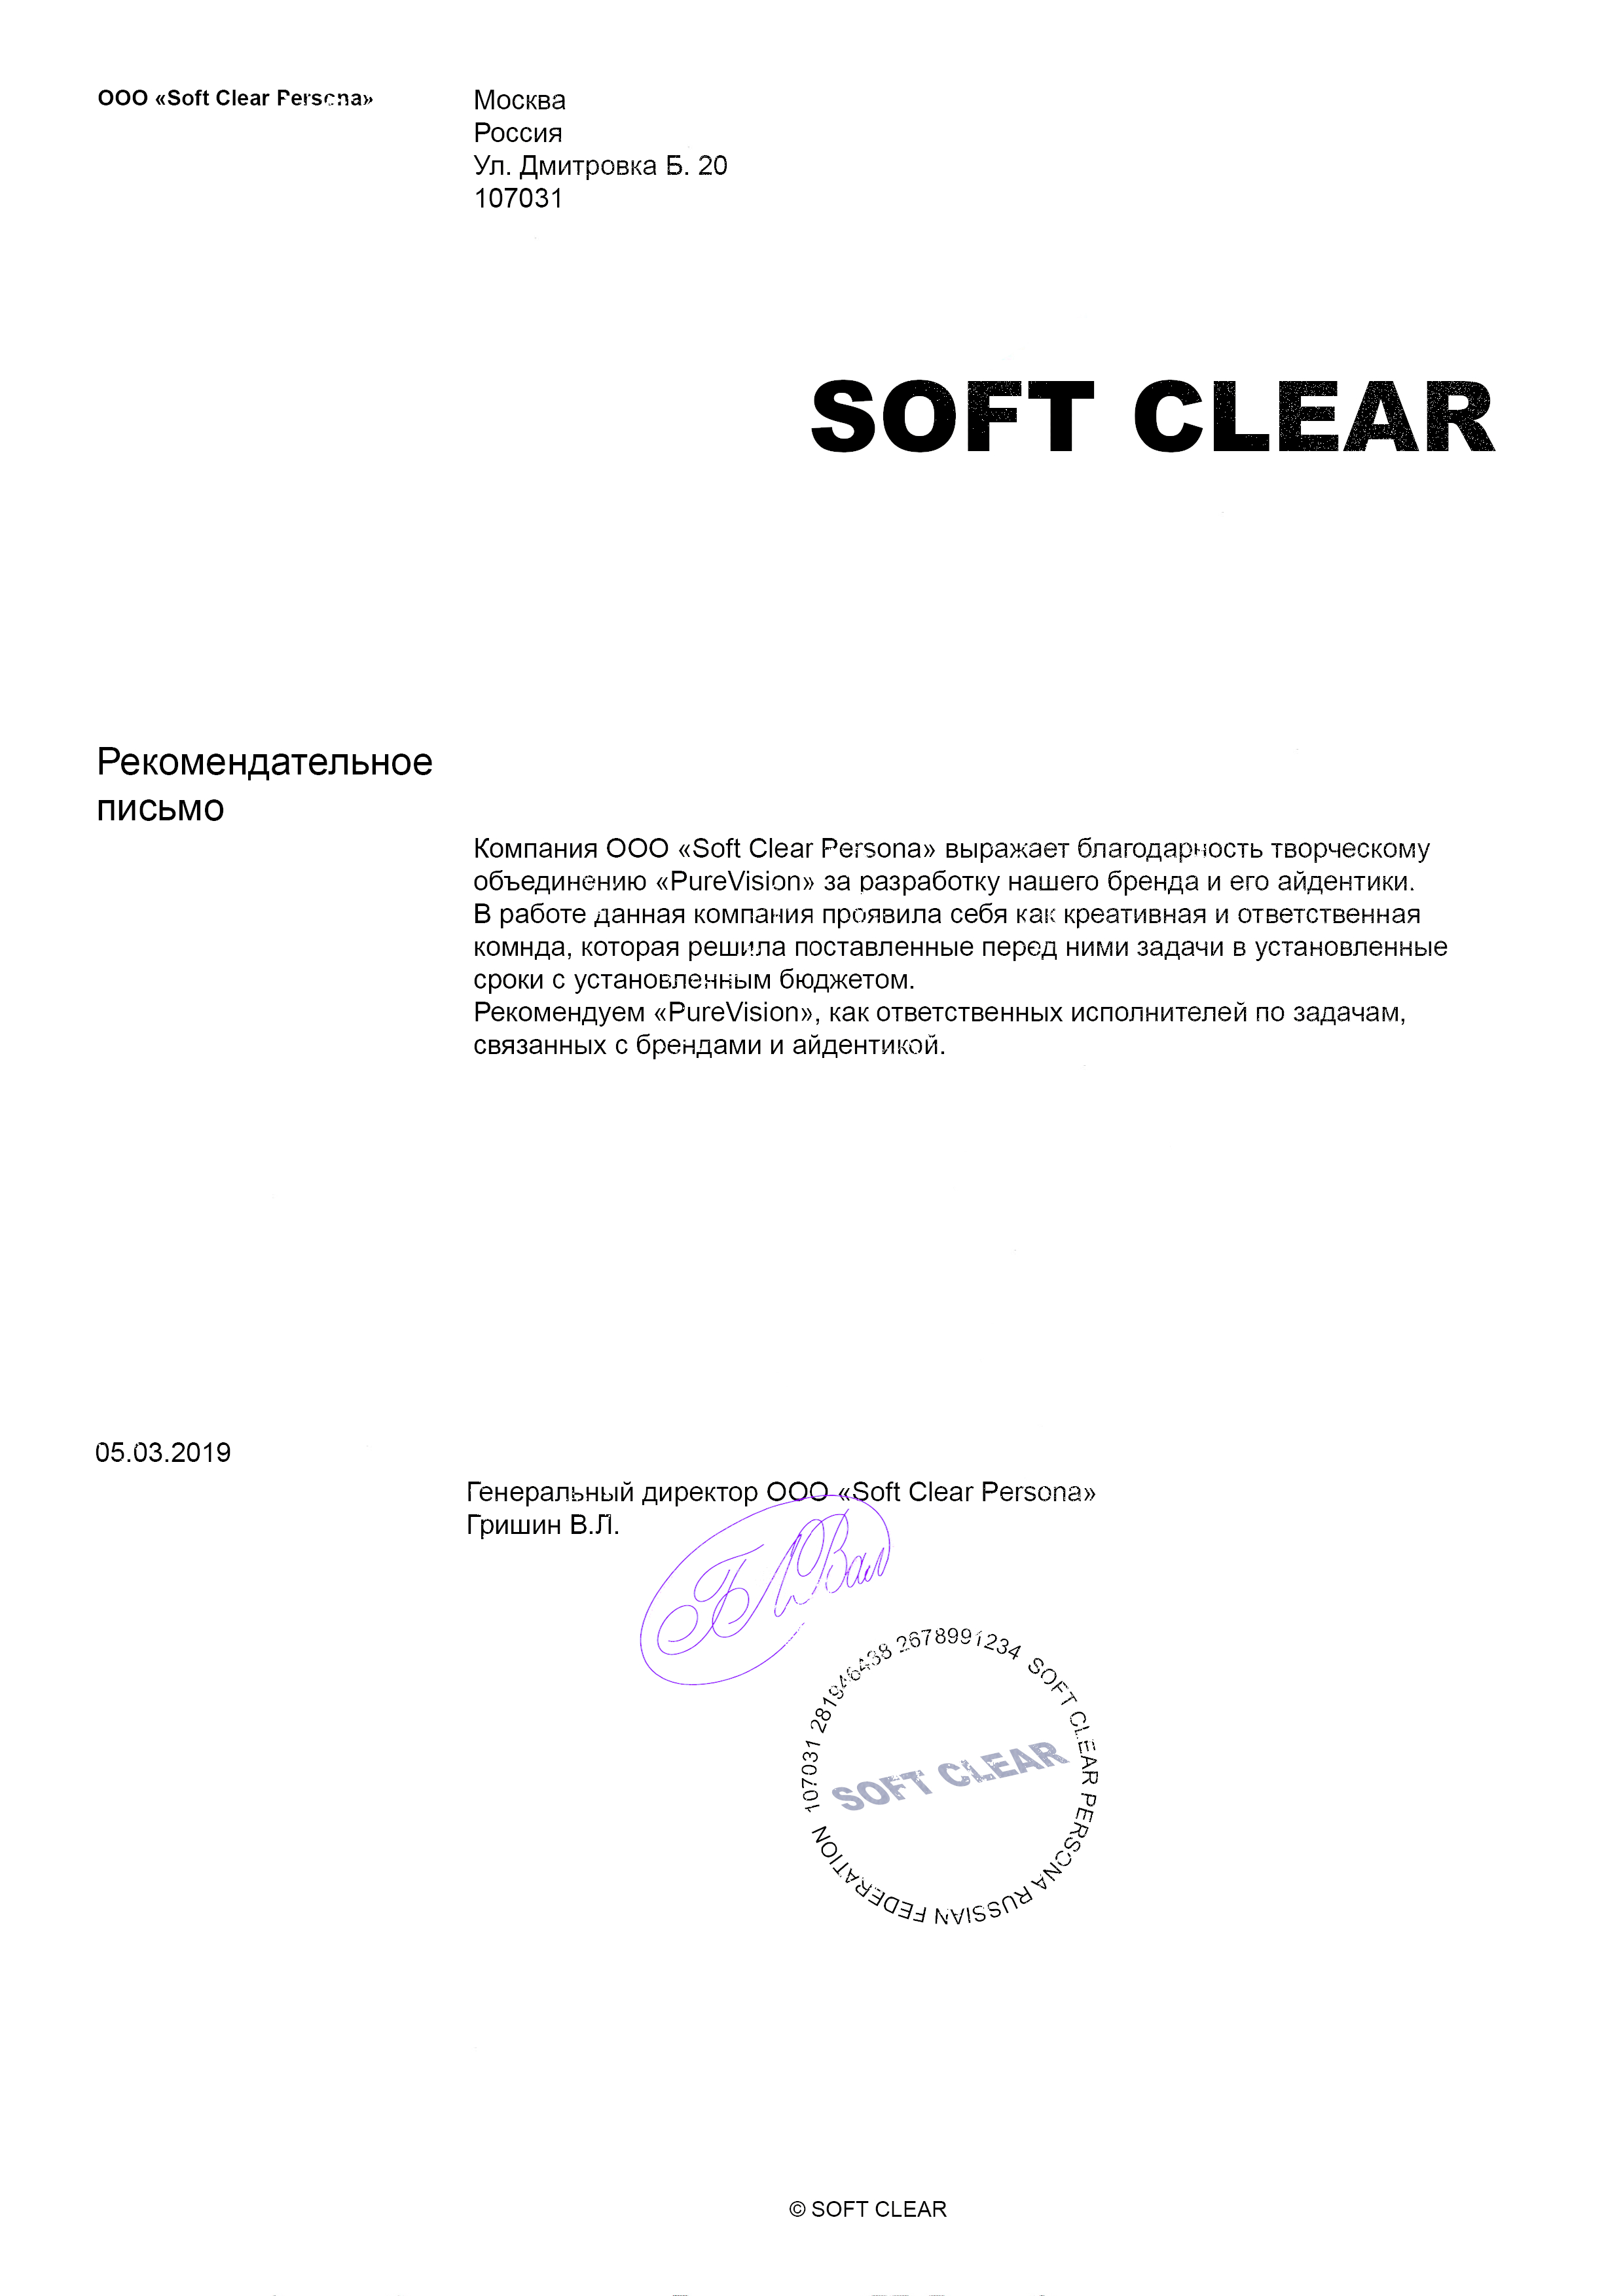 ООО «Soft Clear Persona»
Москва
Россия
Ул. Дмитровка Б. 20
107031
SOFT CLEAR
Рекомендательное
письмо
Компания ООО «Soft Clear Persona» выражает благодарность творческому
объединению «PureVision» за разработку нашего бренда и его айдентики.
В работе данная компания проявила себя как креативная и ответственная
комнда, которая решила поставленные перед ними задачи в установленные
сроки с установленным бюджетом.
Рекомендуем «PureVision», как ответственных исполнителей по задачам,
связанных с брендами и айдентикой.
05.03.2019
Генеральный директор ООО «Soft Clear Persona»
Гришин В.Л.
107031 281946438 2678991234 SOFT CLEAR PERSONA RUSSIAN FEDERATION
SOFT CLEAR
© SOFT CLEAR